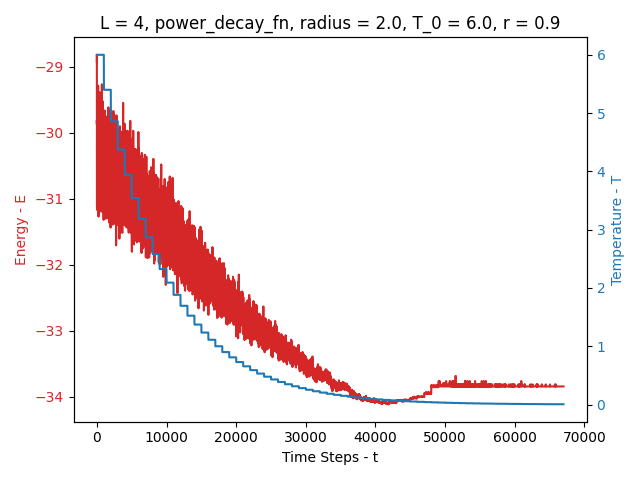 L = 4, power_decay_fn, radius = 2.0, T_0 = 6.0, r = 0.9
−29
−30
−31
−32
−33
−34
Energy - E
6
5
4
3
2
1
0
Temperature - T
0 10000 20000 30000 40000 50000 60000 70000
Time Steps - t